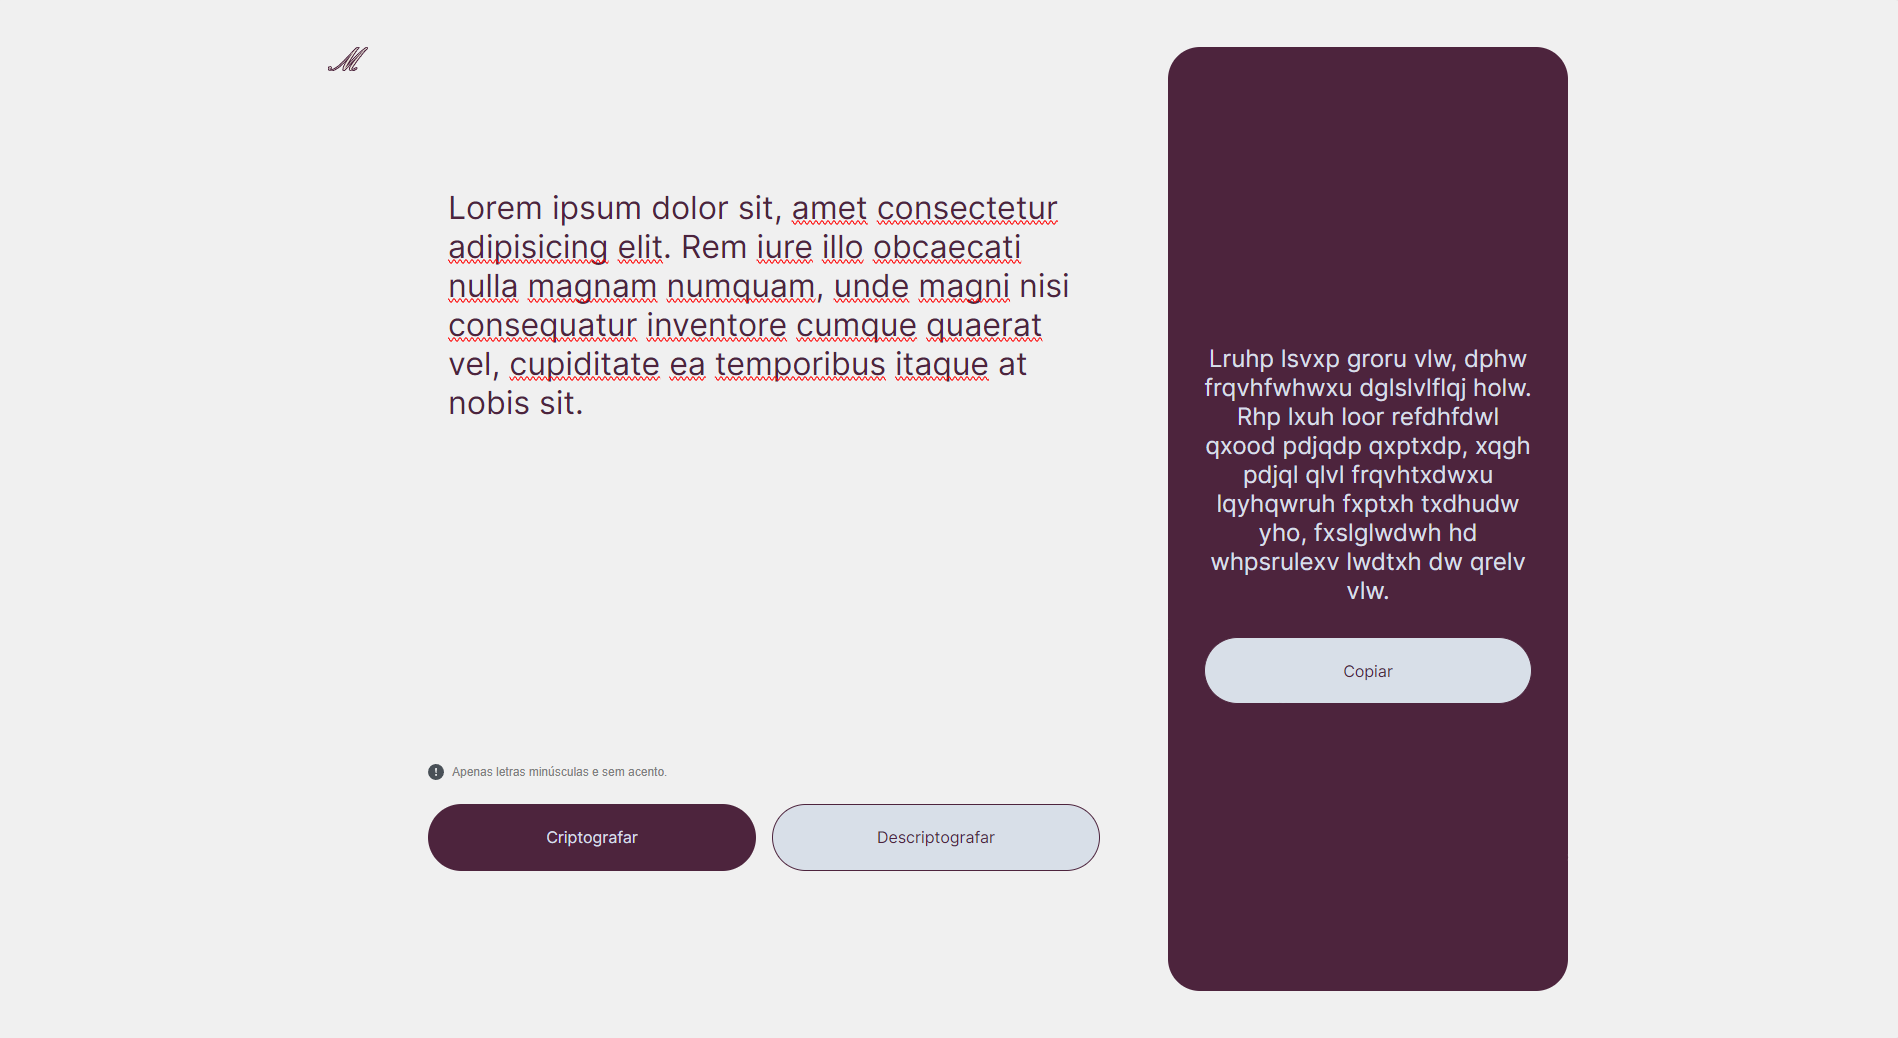 M
Lorem ipsum dolor sit, amet consectetur
adipisicing elit. Rem iure illo obcaecati
nulla magnam numquam, unde magni nisi
consequatur inventore cumque quaerat
vel, cupiditate ea temporibus itaque at
nobis sit.
Apenas letras minúsculas e sem acento.
Criptografar
Descriptografar
Lruhp lsvxp groru vlw, dphw
frqvhfwhwxu dglslvlflqj holw.
Rhp lxuh loor refdhfdwl
qxood pdjqdp qxptxdp, xqgh
pdjql qlvl frqvhtxdwxu
lqyhqwruh fxptxh txdhudw
yho, fxslglwdwh hd
whpsrulexv lwdtxh dw qrelv
vlw.
Copiar